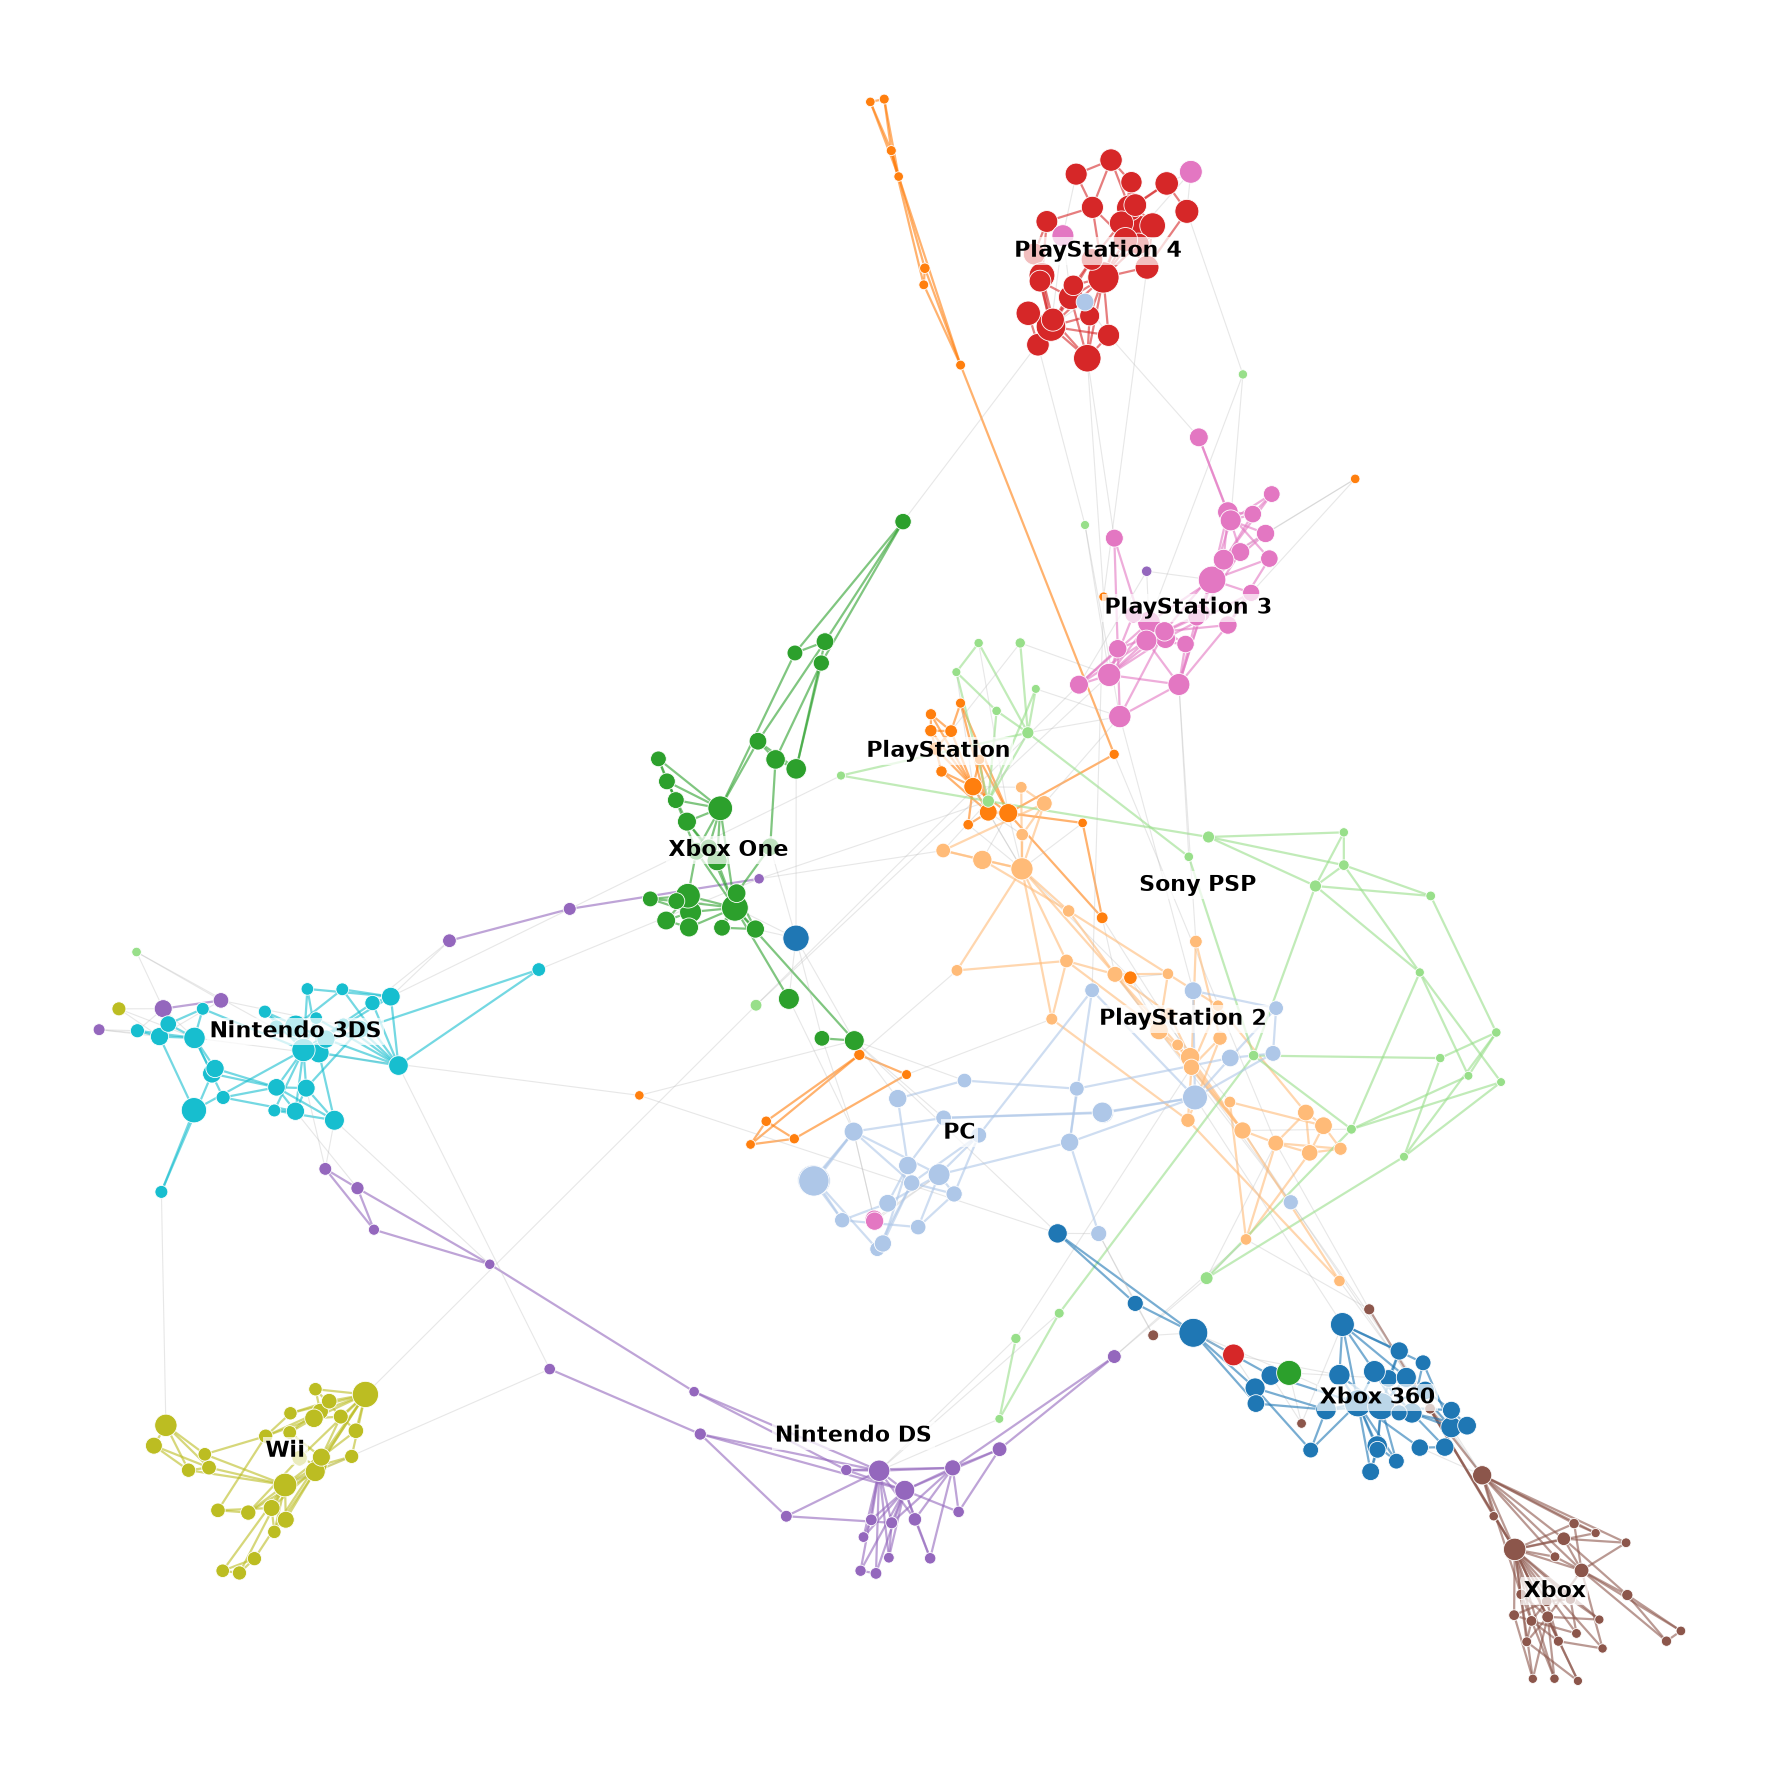 PlayStation 4
PlayStation 3
PlayStation
Xbox One
Sony PSP
PlayStation 2
Nintendo 3DS
PC
Xbox 360
Nintendo DS
Wii
Xbox